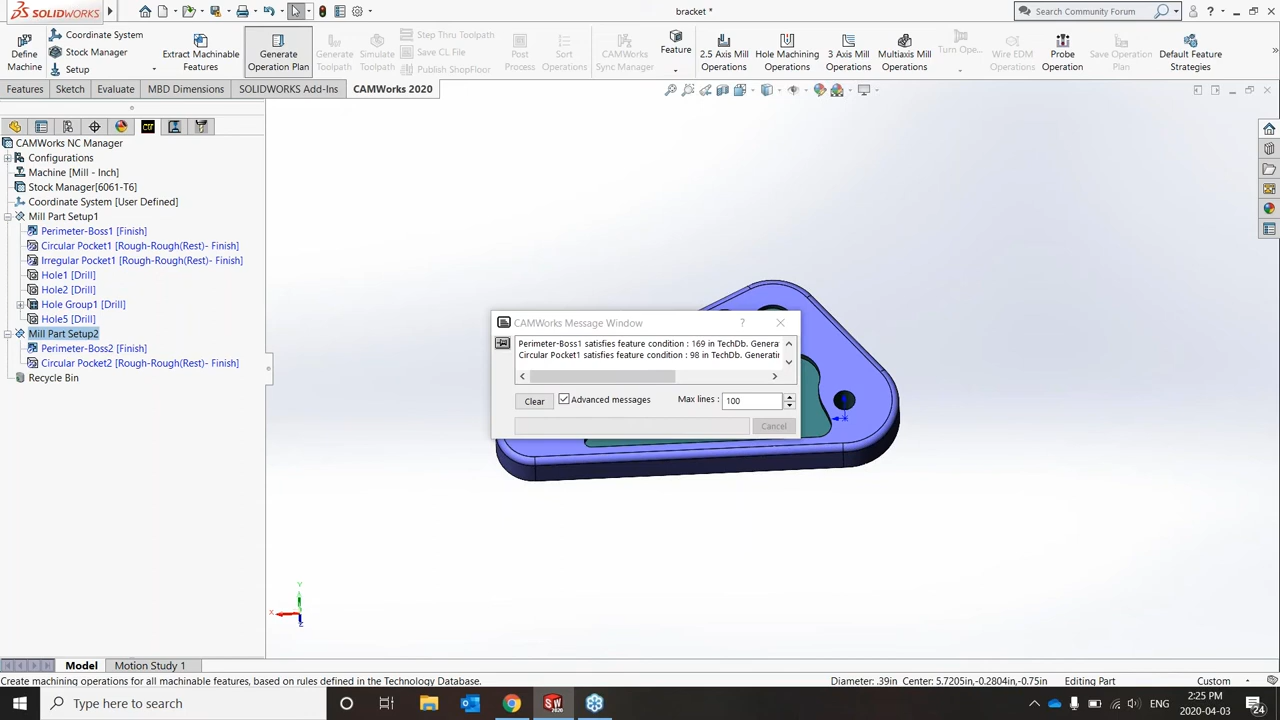 SOLIDWORKS
bracket *
Search Community Forum
Define Machine
Coordinate System
Stock Manager
Setup
Extract Machinable Features
Generate Operation Plan
Generate Toolpath
Simulate Toolpath
Step Thru Toolpath
Save CL File
Publish ShopFloor
Post Process
Sort Operations
CAMWorks Sync Manager
Feature
2.5 Axis Mill Operations
Hole Machining Operations
3 Axis Mill Operations
Multiaxis Mill Operations
Turn Ope...
Wire EDM Operations
Probe Operation
Save Operation Plan
Default Feature Strategies
Features
Sketch
Evaluate
MBD Dimensions
SOLIDWORKS Add-Ins
CAMWorks 2020
CAMWorks NC Manager
Configurations
Machine [Mill - Inch]
Stock Manager[6061-T6]
Coordinate System [User Defined]
Mill Part Setup1
Perimeter-Boss1 [Finish]
Circular Pocket1 [Rough-Rough(Rest)- Finish]
Irregular Pocket1 [Rough-Rough(Rest)- Finish]
Hole1 [Drill]
Hole2 [Drill]
Hole Group1 [Drill]
Hole5 [Drill]
Mill Part Setup2
Perimeter-Boss2 [Finish]
Circular Pocket2 [Rough-Rough(Rest)- Finish]
Recycle Bin
CAMWorks Message Window
?
Perimeter-Boss1 satisfies feature condition : 169 in TechDb. Genera
Circular Pocket1 satisfies feature condition : 98 in TechDb. Generatin
Clear
Advanced messages
Max lines :
100
Cancel
Y
X
Z
Model
Motion Study 1
Create machining operations for all machinable features, based on rules defined in the Technology Database.
Diameter: .39in Center: 5.7205in,-0.2804in,-0.75in
Editing Part
Custom
Type here to search
ENG
2:25 PM
2020-04-03
24